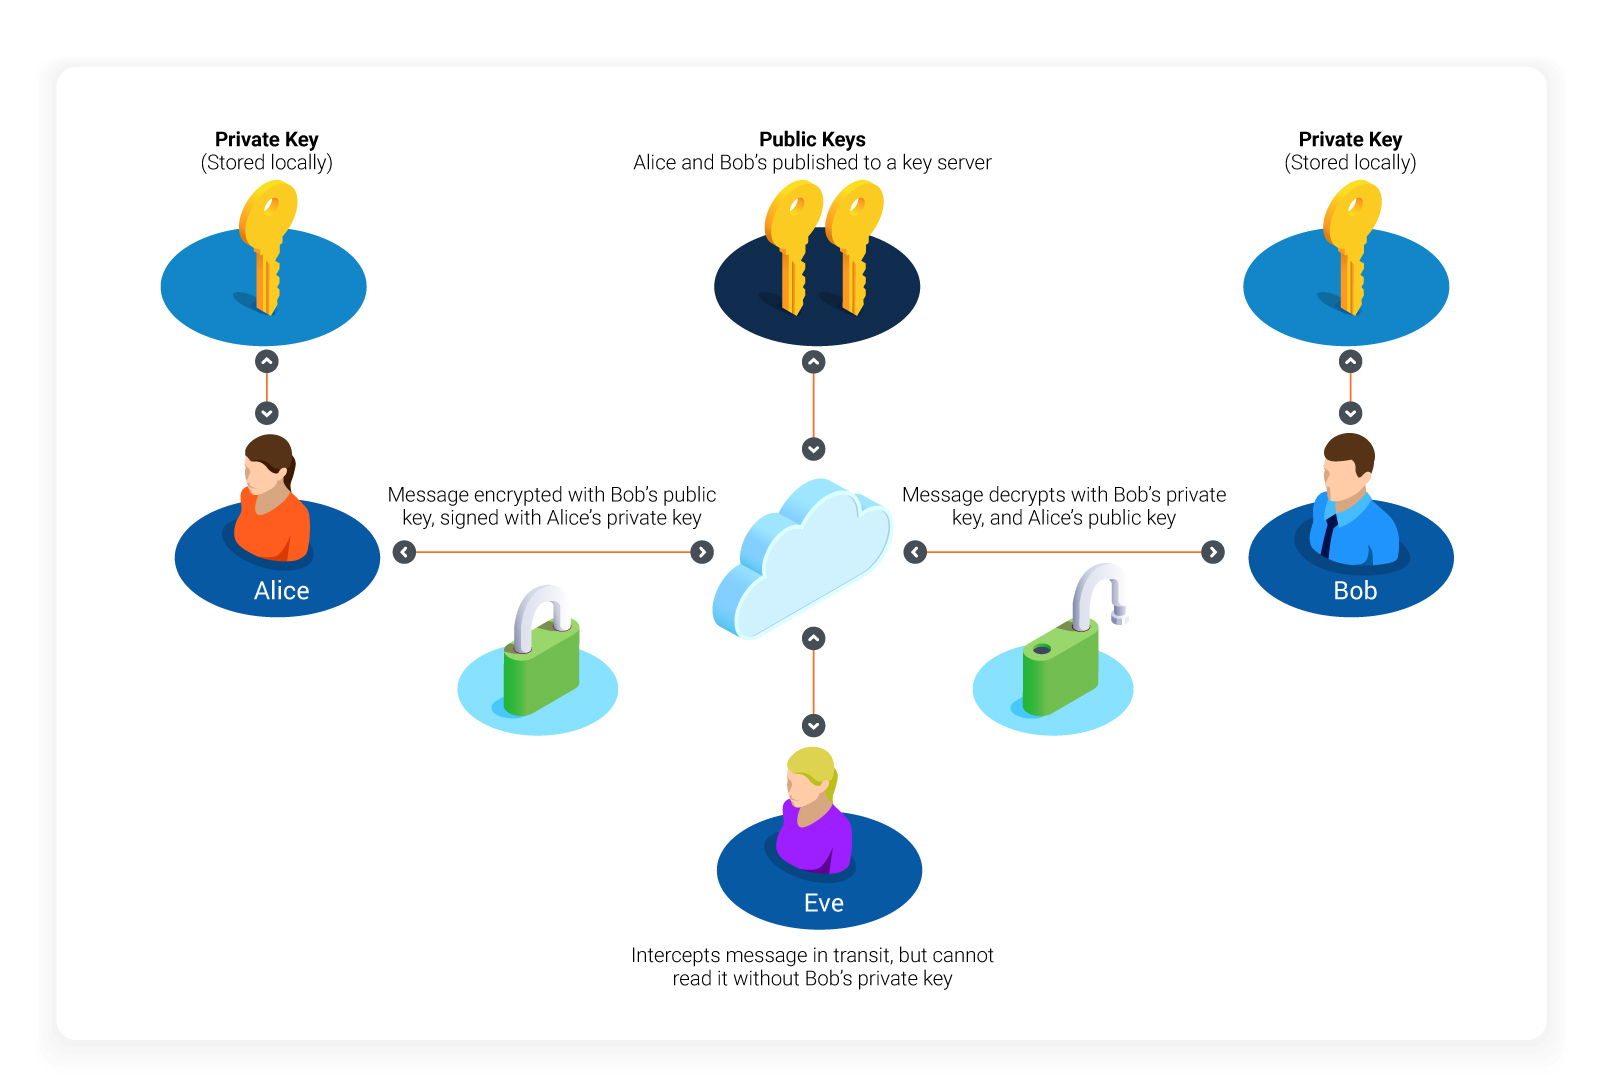 Private Key
(Stored locally)
Public Keys
Alice and Bob’s published to a key server
Private Key
(Stored locally)
Message encrypted with Bob’s public
key, signed with Alice’s private key
Message decrypts with Bob’s private
key, and Alice’s public key
Alice
Bob
Eve
Intercepts message in transit, but cannot
read it without Bob’s private key